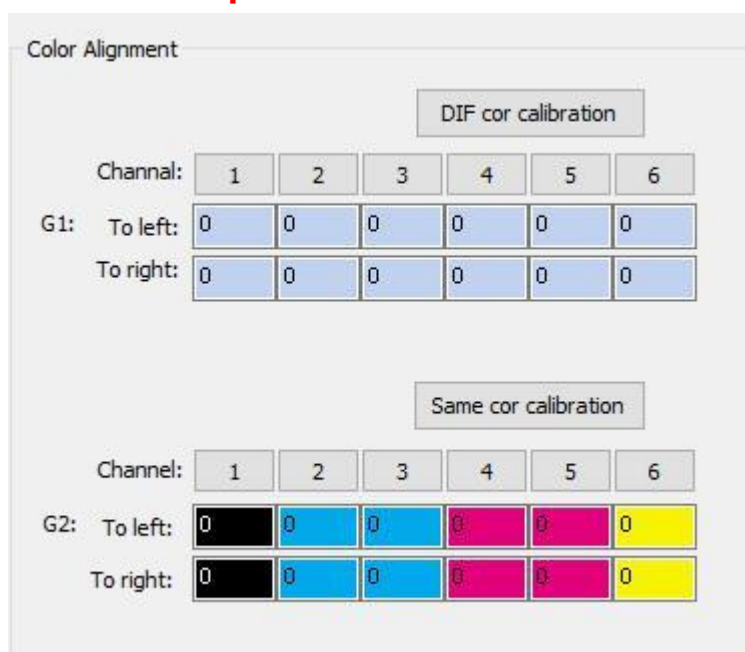 Color Alignment
DIF cor calibration
Channal: 1 2 3 4 5 6
G1: To left: 0 0 0 0 0 0
To right: 0 0 0 0 0 0
Same cor calibration
Channel: 1 2 3 4 5 6
G2: To left: 0 0 0 0 0 0
To right: 0 0 0 0 0 0